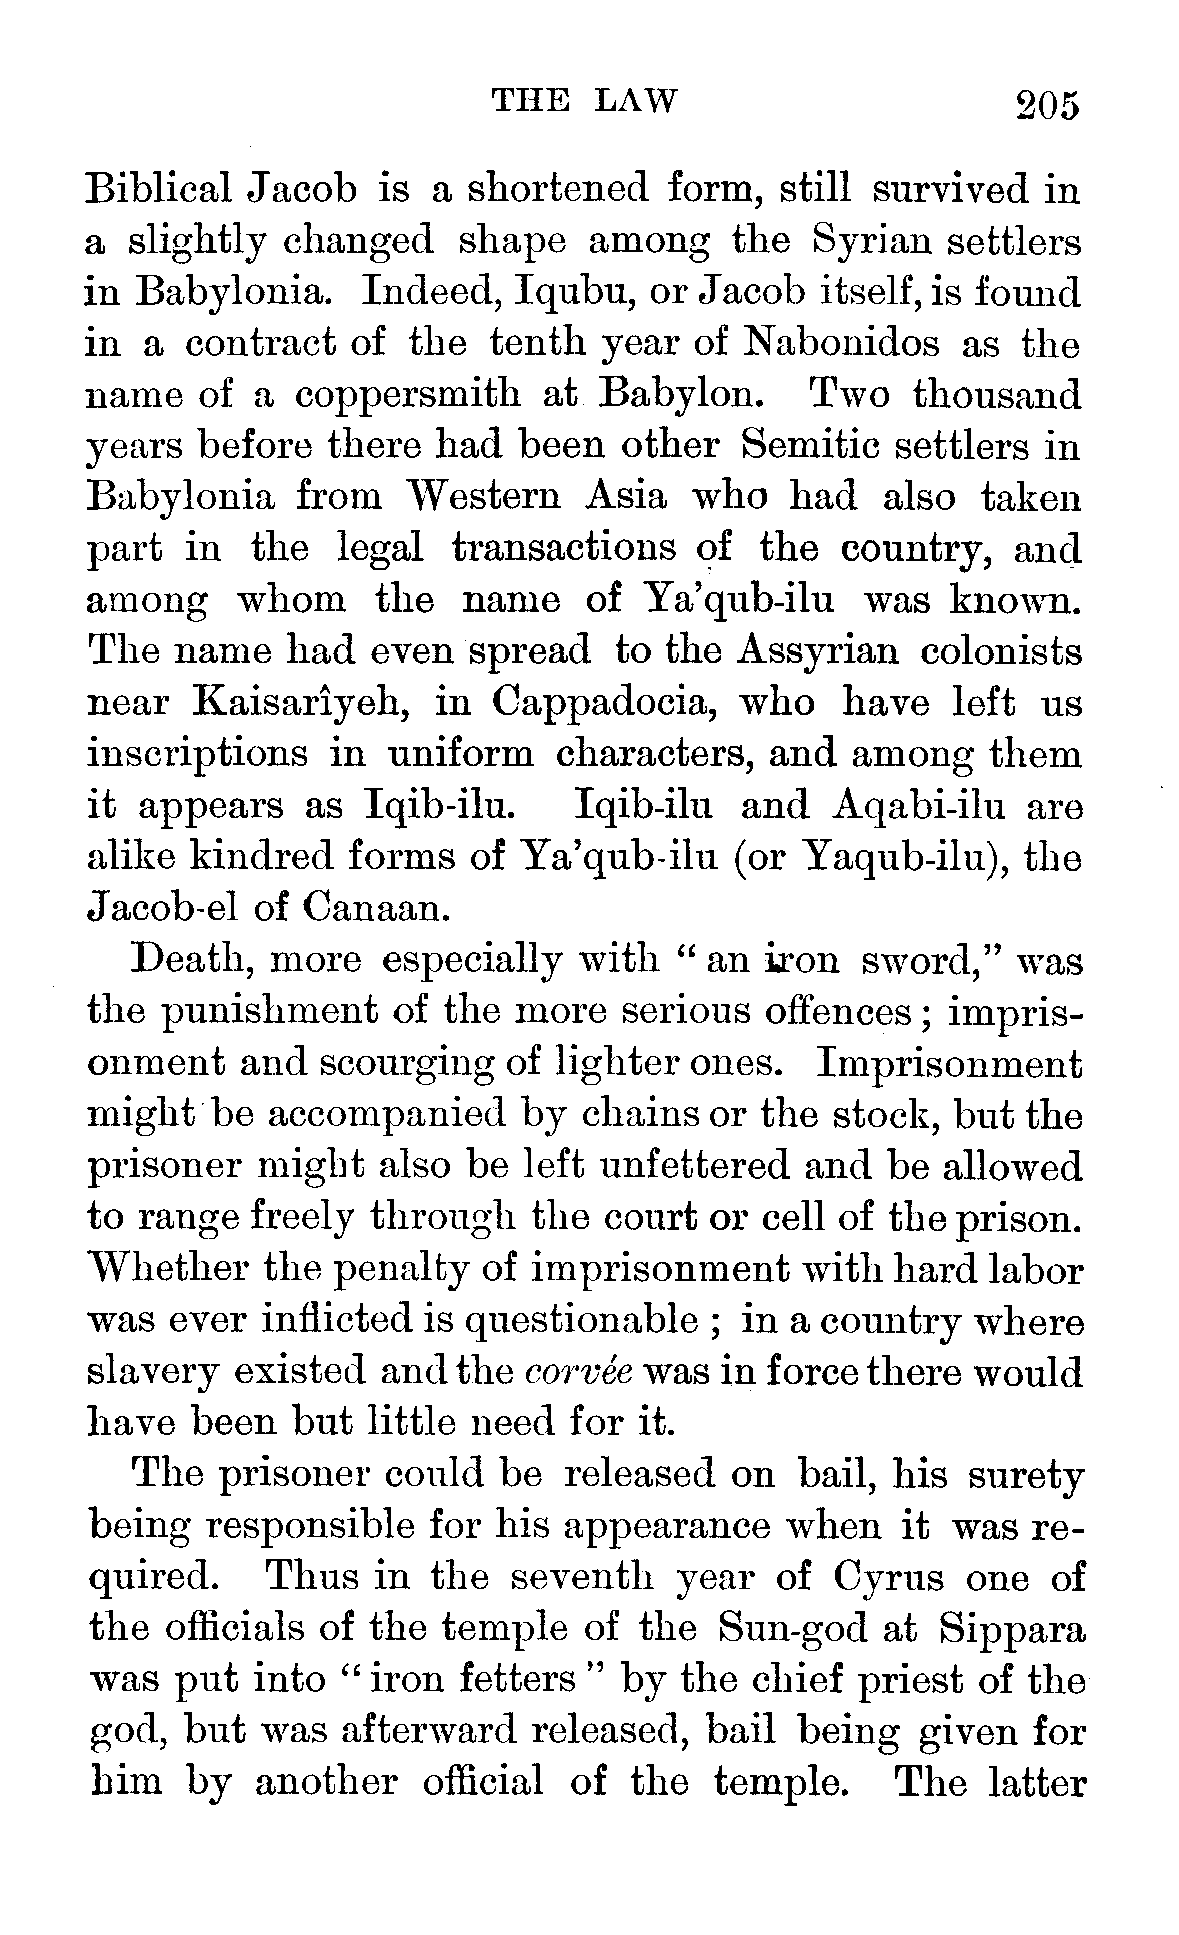 THE LAW 205
Biblical Jacob is a shortened form, still survived in
a slightly changed shape among the Syrian settlers
in Babylonia. Indeed, Iqubu, or Jacob itself, is found
in a contract of the tenth year of Nabonidos as the
name of a coppersmith at Babylon. Two thousand
years before there had been other Semitic settlers in
Babylonia from Western Asia who had also taken
part in the legal transactions of the country, and
among whom the name of Ya’qub-ilu was known.
The name had even spread to the Assyrian colonists
near Kaisarîyeh, in Cappadocia, who have left us
inscriptions in uniform characters, and among them
it appears as Iqib-ilu. Iqib-ilu and Aqabi-ilu are
alike kindred forms of Ya’qub-ilu (or Yaqub-ilu), the
Jacob-el of Canaan.
Death, more especially with “ an iron sword,” was
the punishment of the more serious offences ; impris-
onment and scourging of lighter ones. Imprisonment
might be accompanied by chains or the stock, but the
prisoner might also be left unfettered and be allowed
to range freely through the court or cell of the prison.
Whether the penalty of imprisonment with hard labor
was ever inflicted is questionable ; in a country where
slavery existed and the corvée was in force there would
have been but little need for it.
The prisoner could be released on bail, his surety
being responsible for his appearance when it was re-
quired. Thus in the seventh year of Cyrus one of
the officials of the temple of the Sun-god at Sippara
was put into “ iron fetters ” by the chief priest of the
god, but was afterward released, bail being given for
him by another official of the temple. The latter